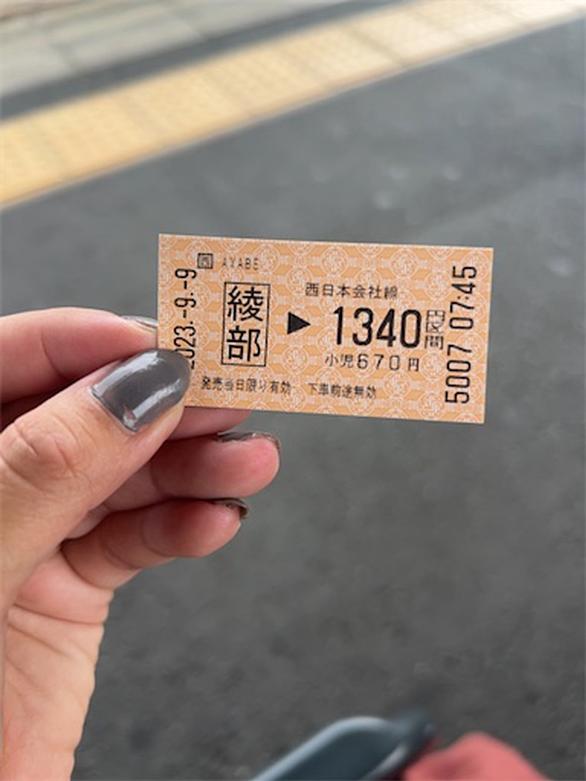 西 AYABE
綾部 ▶ 西日本会社線 1340円区間
小児670円
発売当日限り有効 下車前途無効
2023.-9.-9
5007 07:45